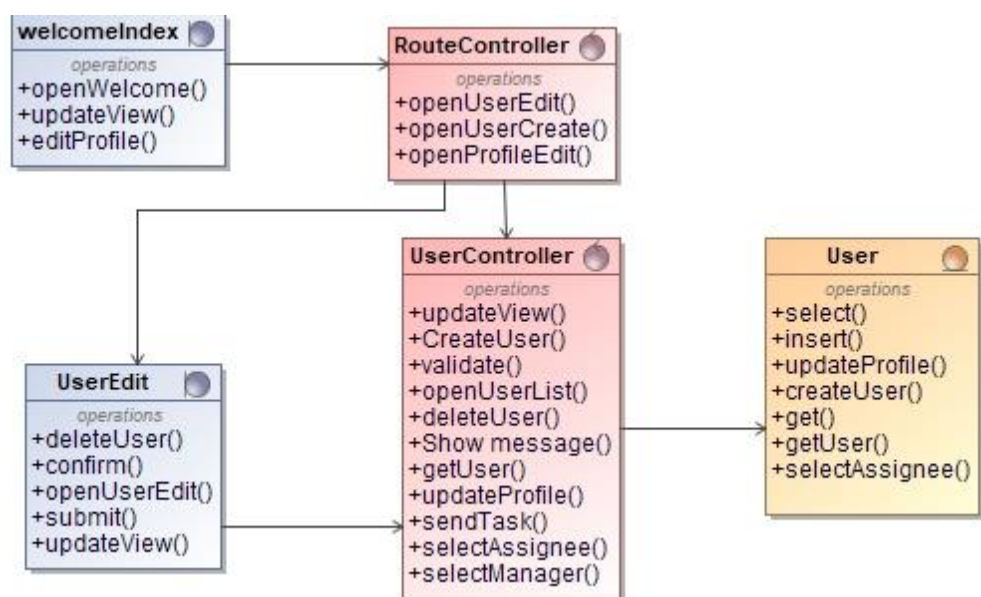 welcomeIndex
operations
+openWelcome()
+updateView()
+editProfile()
RouteController
operations
+openUserEdit()
+openUserCreate()
+openProfileEdit()
UserController
operations
+updateView()
+CreateUser()
+validate()
+openUserList()
+deleteUser()
+Show message()
+getUser()
+updateProfile()
+sendTask()
+selectAssignee()
+selectManager()
User
operations
+select()
+insert()
+updateProfile()
+createUser()
+get()
+getUser()
+selectAssignee()
UserEdit
operations
+deleteUser()
+confirm()
+openUserEdit()
+submit()
+updateView()